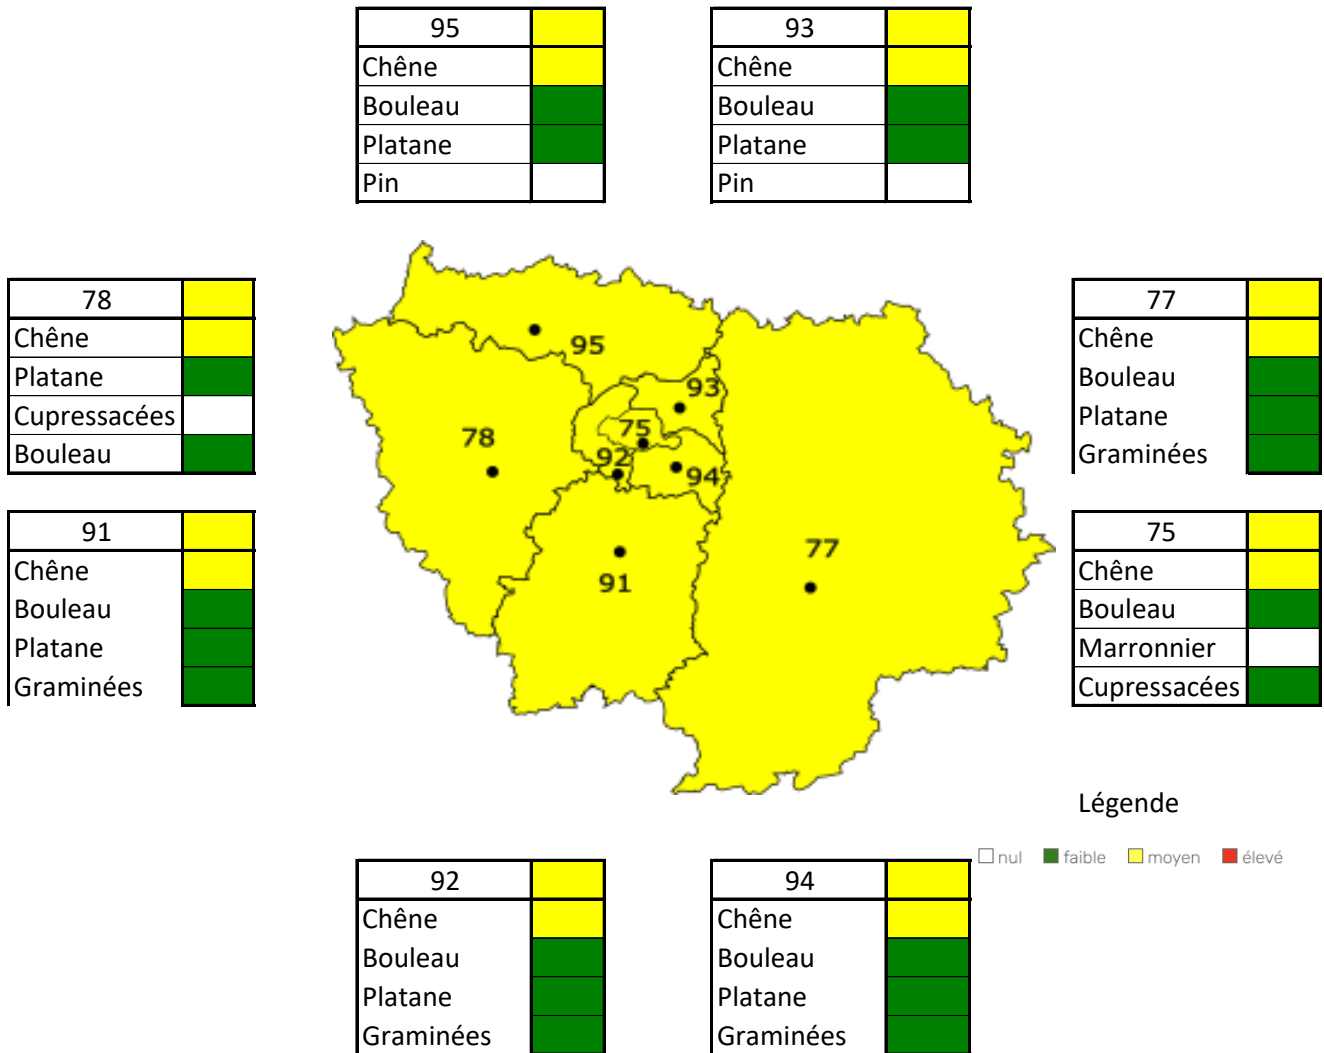 95
Chêne
Bouleau
Platane
Pin
93
Chêne
Bouleau
Platane
Pin
78
Chêne
Platane
Cupressacées
Bouleau
91
Chêne
Bouleau
Platane
Graminées
95
93
75
78
92
94
77
91
77
Chêne
Bouleau
Platane
Graminées
75
Chêne
Bouleau
Marronnier
Cupressacées
Légende
nul faible moyen élevé
92
Chêne
Bouleau
Platane
Graminées
94
Chêne
Bouleau
Platane
Graminées